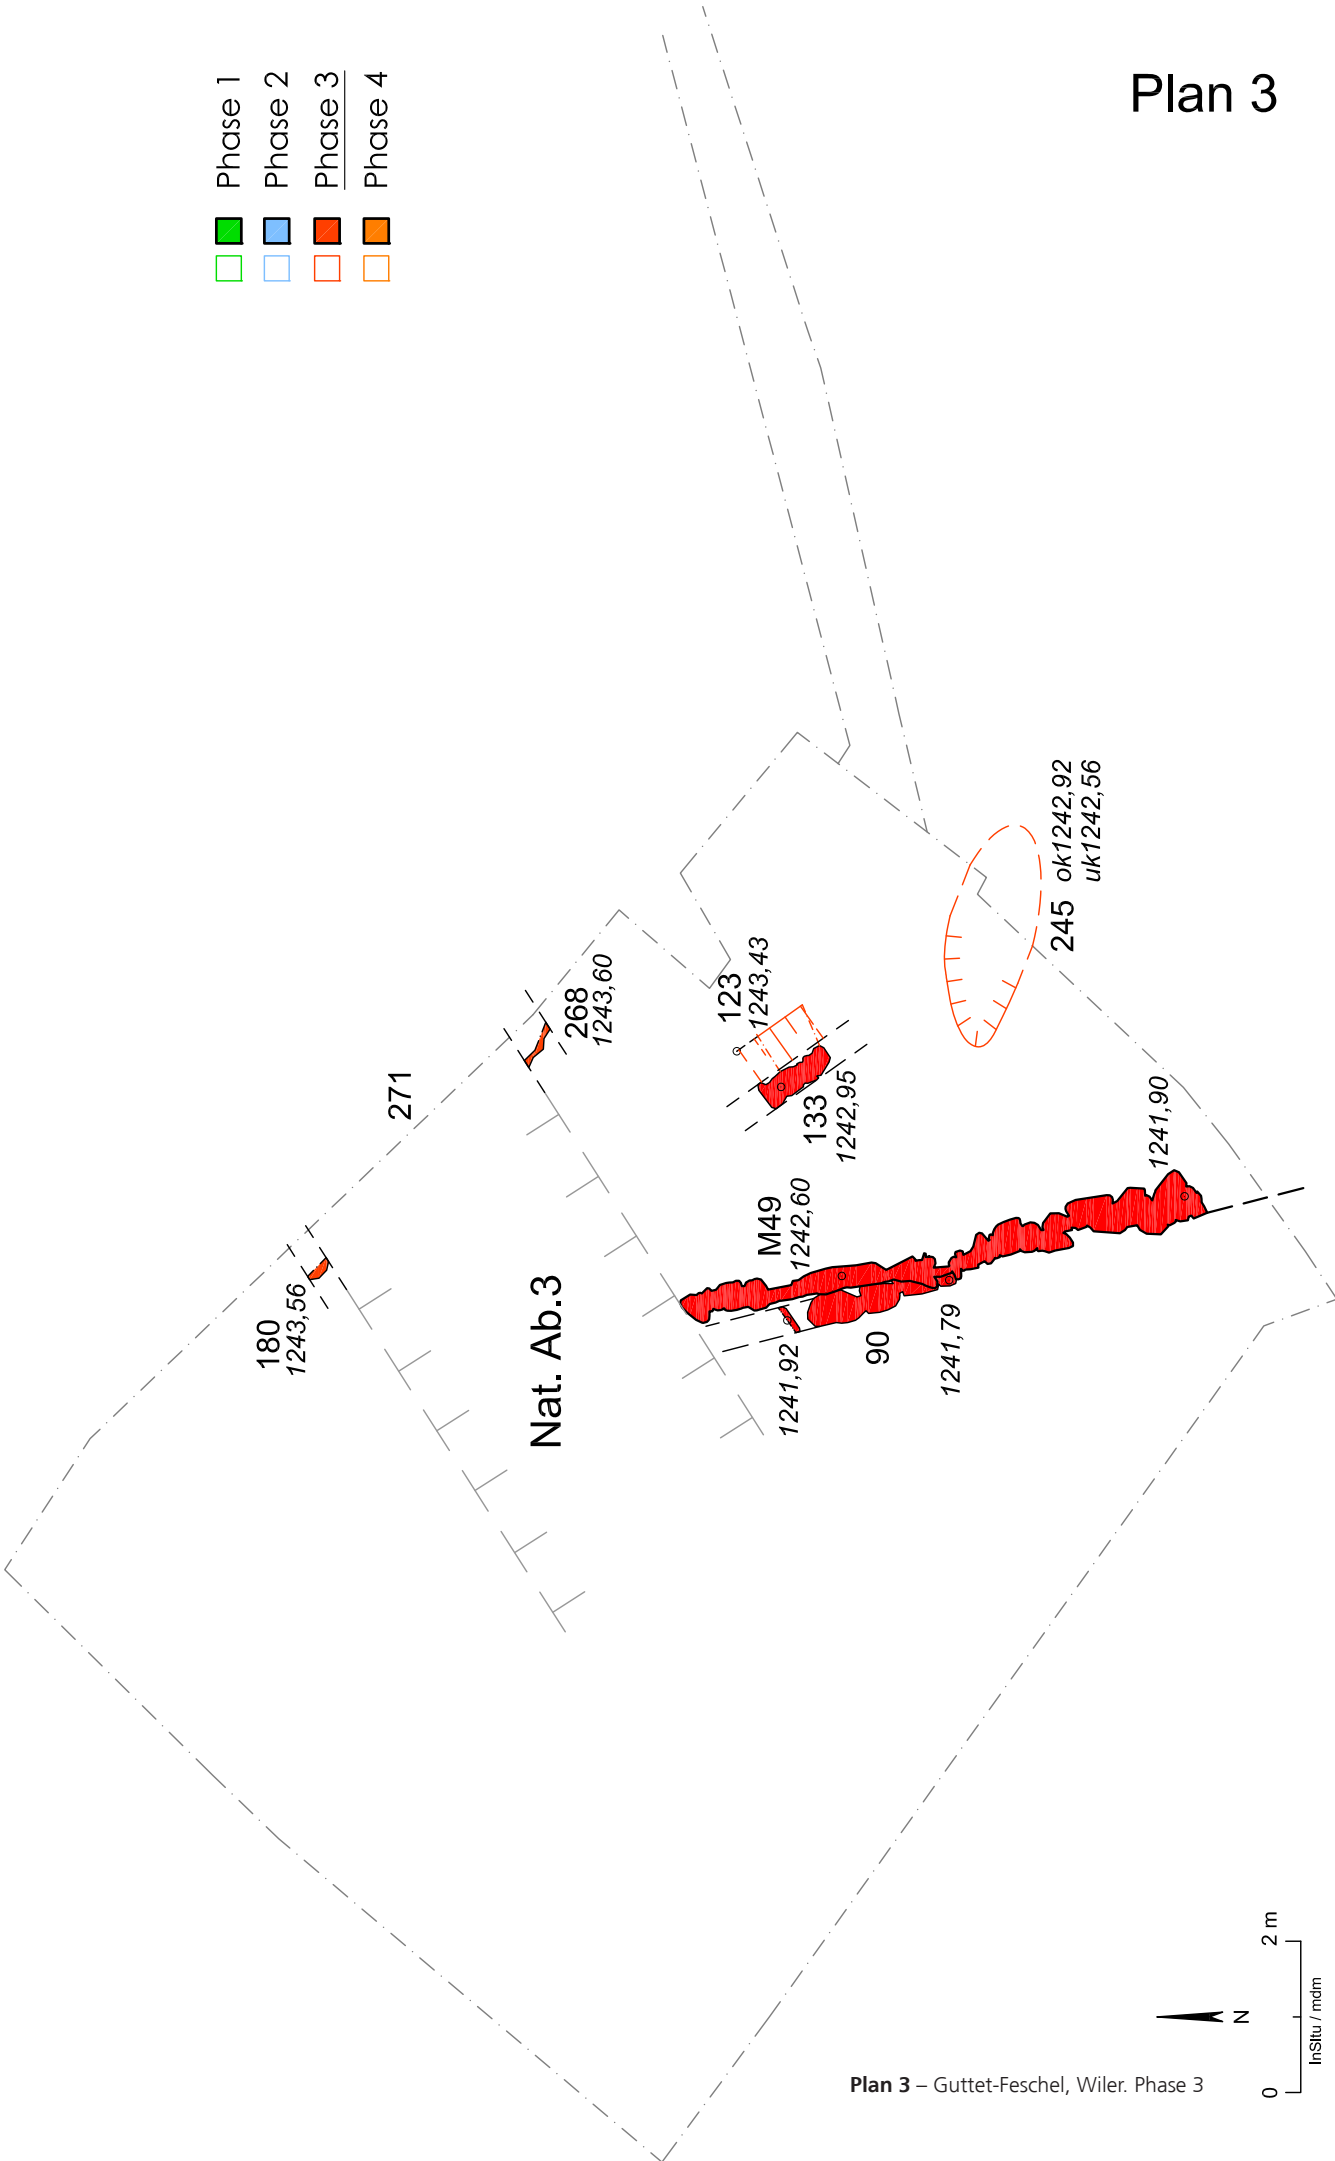 Plan 3
Phase 1
Phase 2
Phase 3
Phase 4
271
268
1243,60
180
1243,56
Nat. Ab.3
123
1243,43
133
1242,95
245
ok1242,92
uk1242,56
M49
1242,60
1241,90
1241,92
90
1241,79
N
0 2 m
InSItu / mdm
Plan 3 – Guttet-Feschel, Wiler. Phase 3